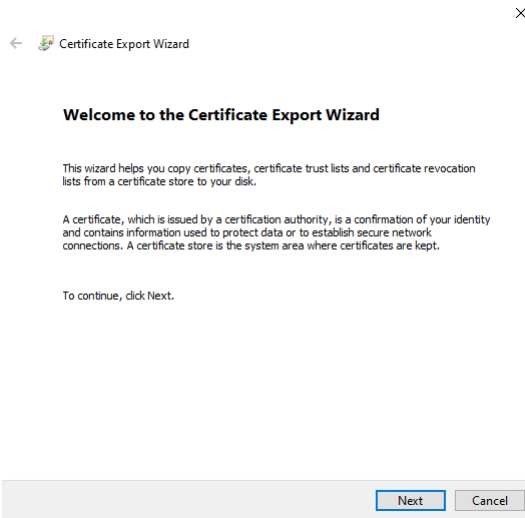 Certificate Export Wizard
Welcome to the Certificate Export Wizard
This wizard helps you copy certificates, certificate trust lists and certificate revocation
lists from a certificate store to your disk.
A certificate, which is issued by a certification authority, is a confirmation of your identity
and contains information used to protect data or to establish secure network
connections. A certificate store is the system area where certificates are kept.
To continue, click Next.
Next Cancel